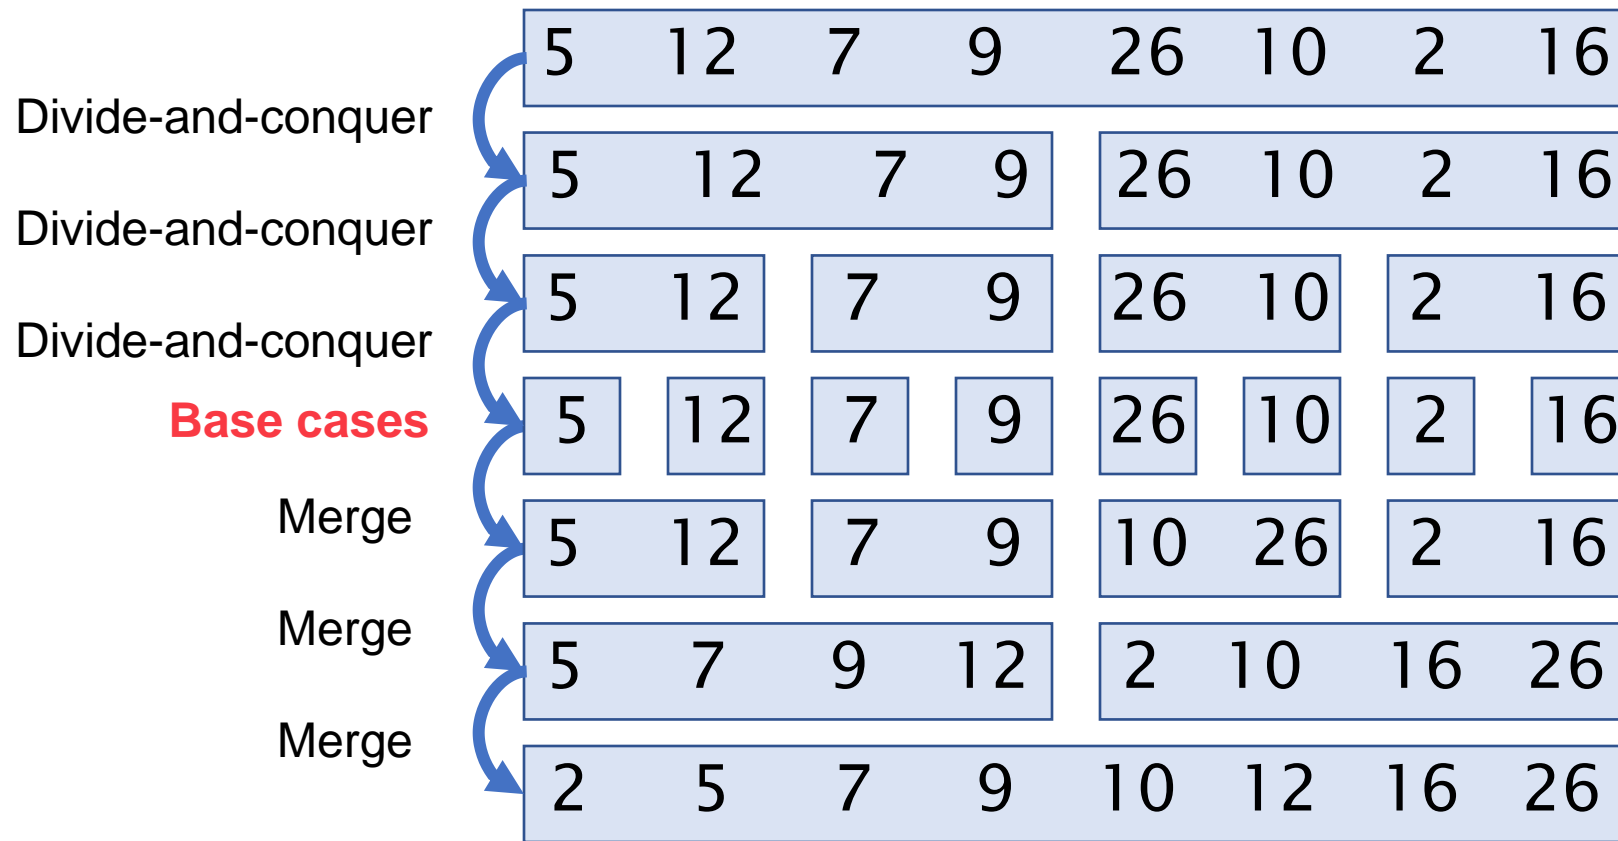 5 12 7 9 26 10 2 16
Divide-and-conquer
5 12 7 9 26 10 2 16
Divide-and-conquer
5 12 7 9 26 10 2 16
Divide-and-conquer
Base cases
5 12 7 9 26 10 2 16
Merge
5 12 7 9 10 26 2 16
Merge
5 7 9 12 2 10 16 26
Merge
2 5 7 9 10 12 16 26